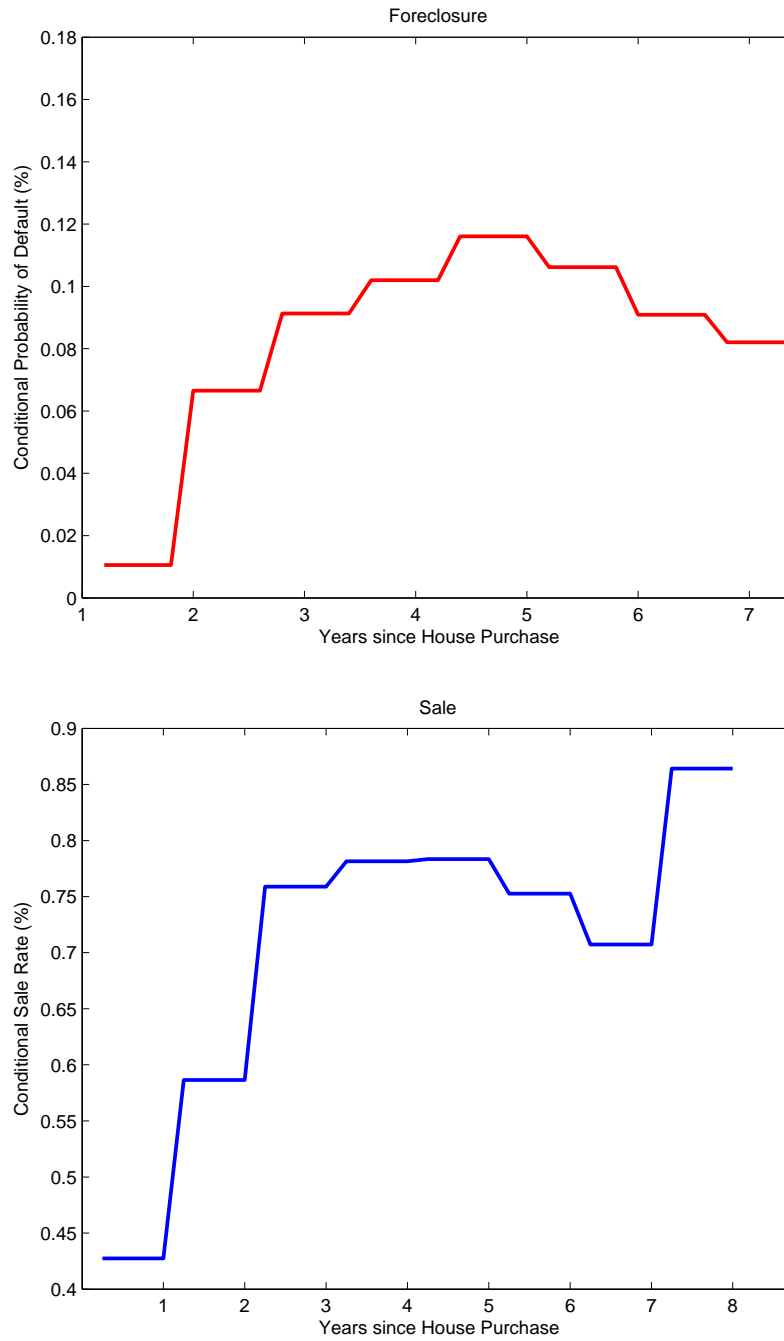 Foreclosure
0.18
0.16
0.14
0.12
0.1
0.08
0.06
0.04
0.02
0
Conditional Probability of Default (%)
1 2 3 4 5 6 7
Years since House Purchase
Sale
0.9
0.85
0.8
0.75
0.7
0.65
0.6
0.55
0.5
0.45
0.4
Conditional Sale Rate (%)
1 2 3 4 5 6 7 8
Years since House Purchase